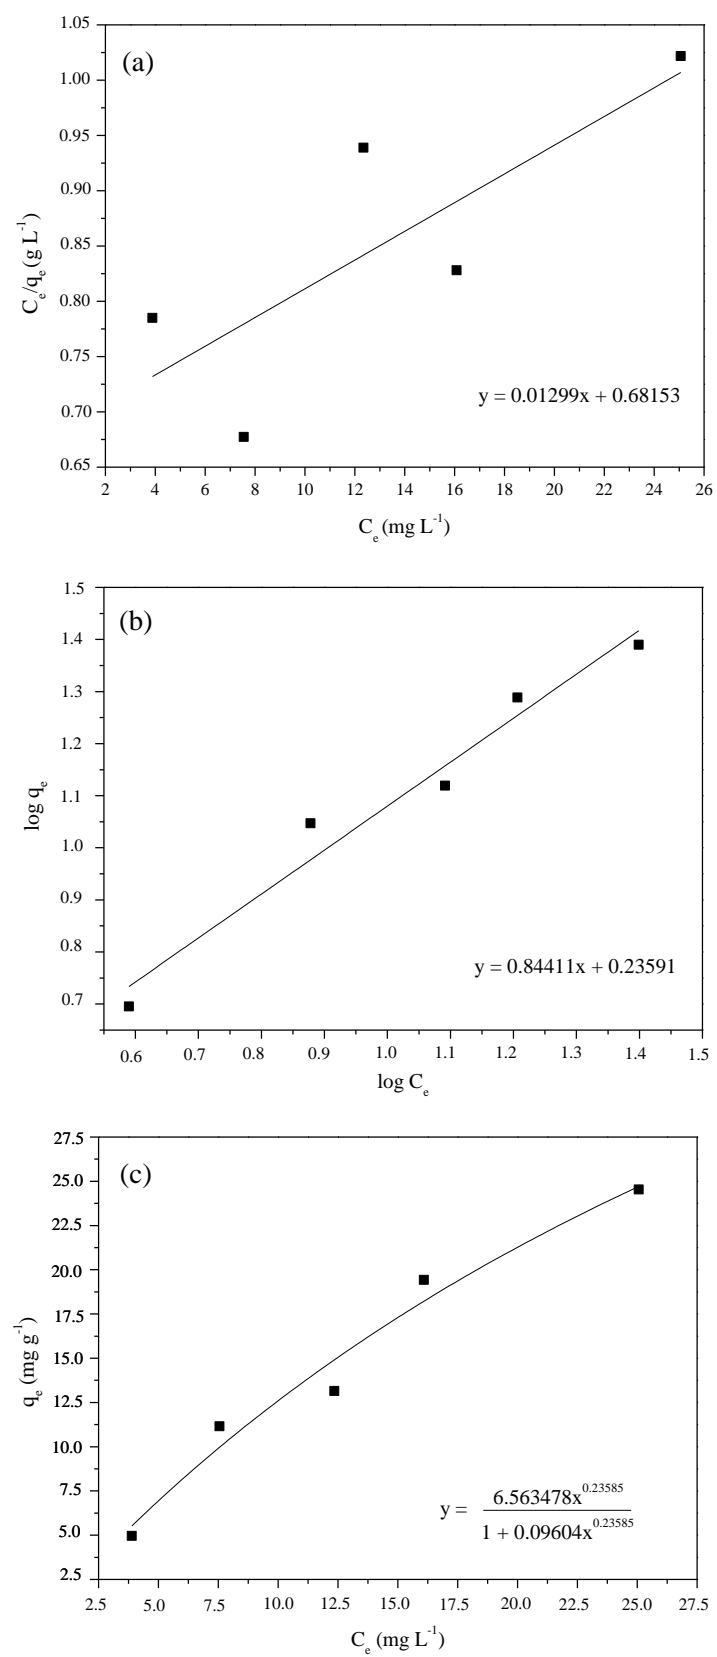 (a)
1.05
1.00
0.95
0.90
0.85
0.80
0.75
0.70
0.65
C_e/q_e (g L^-1)
y = 0.01299x + 0.68153
2 4 6 8 10 12 14 16 18 20 22 24 26
C_e (mg L^-1)
(b)
1.5
1.4
1.3
1.2
1.1
1.0
0.9
0.8
0.7
log q_e
y = 0.84411x + 0.23591
0.6 0.7 0.8 0.9 1.0 1.1 1.2 1.3 1.4 1.5
log C_e
(c)
27.5
25.0
22.5
20.0
17.5
15.0
12.5
10.0
7.5
5.0
2.5
q_e (mg g^-1)
y = 6.563478x^0.23585
1 + 0.09604x^0.23585
2.5 5.0 7.5 10.0 12.5 15.0 17.5 20.0 22.5 25.0 27.5
C_e (mg L^-1)